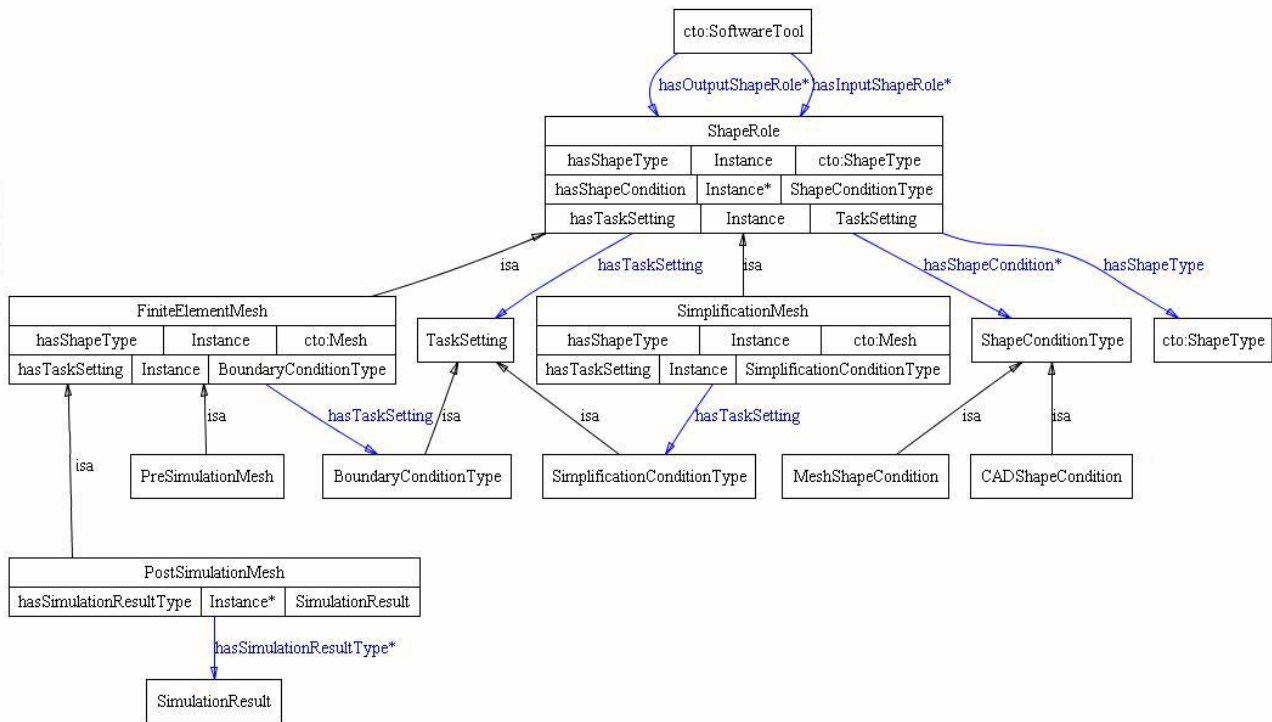 cto:SoftwareTool
hasOutputShapeRole* hasInputShapeRole*
ShapeRole
hasShapeType Instance cto:ShapeType
hasShapeCondition Instance* ShapeConditionType
hasTaskSetting Instance TaskSetting
isa hasTaskSetting isa hasShapeCondition* hasShapeType
FiniteElementMesh
hasShapeType Instance cto:Mesh
hasTaskSetting Instance BoundaryConditionType
TaskSetting
SimplificationMesh
hasShapeType Instance cto:Mesh
hasTaskSetting Instance SimplificationConditionType
ShapeConditionType
cto:ShapeType
isa isa hasTaskSetting isa isa hasTaskSetting isa isa
PreSimulationMesh
BoundaryConditionType
SimplificationConditionType
MeshShapeCondition
CADShapeCondition
PostSimulationMesh
hasSimulationResultType Instance* SimulationResult
hasSimulationResultType*
SimulationResult